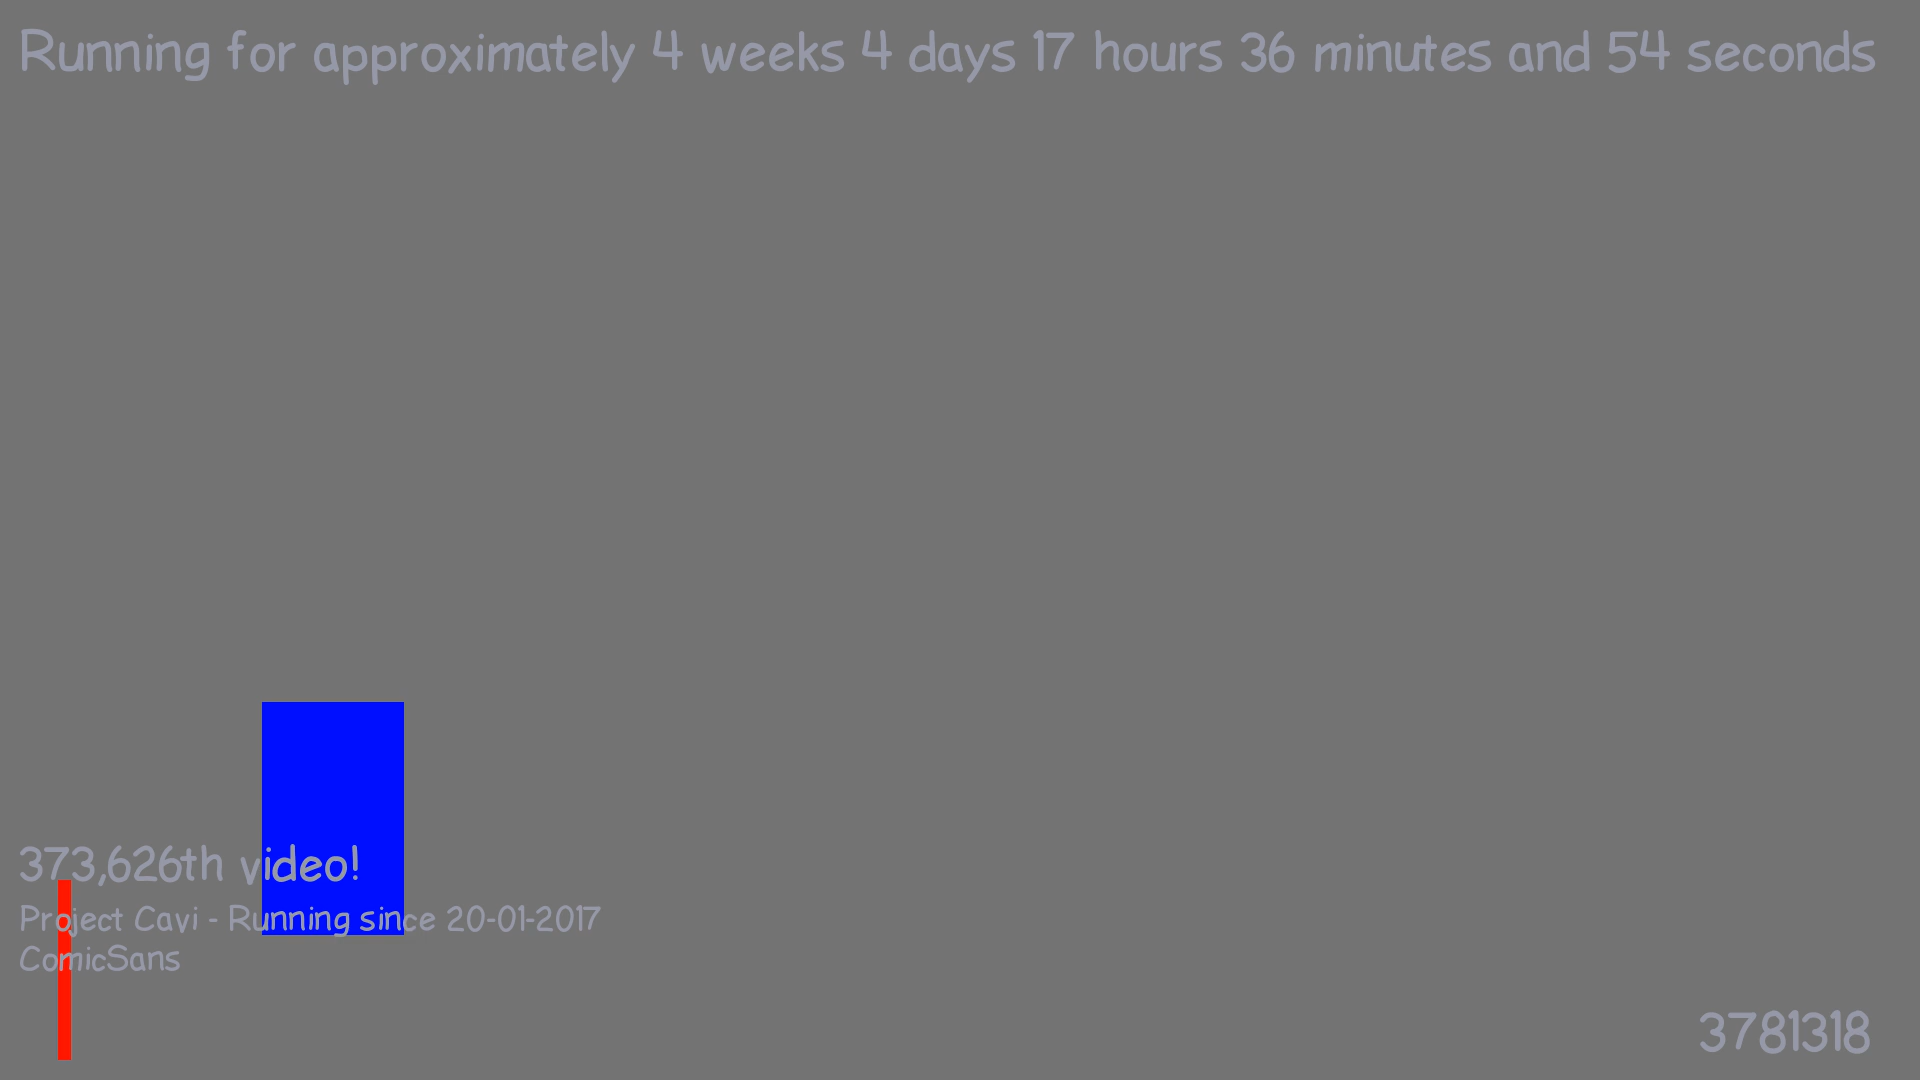 Running for approximately 4 weeks 4 days 17 hours 36 minutes and 54 seconds
373,626th video!
Project Cavi - Running since 20-01-2017
ComicSans
3781318